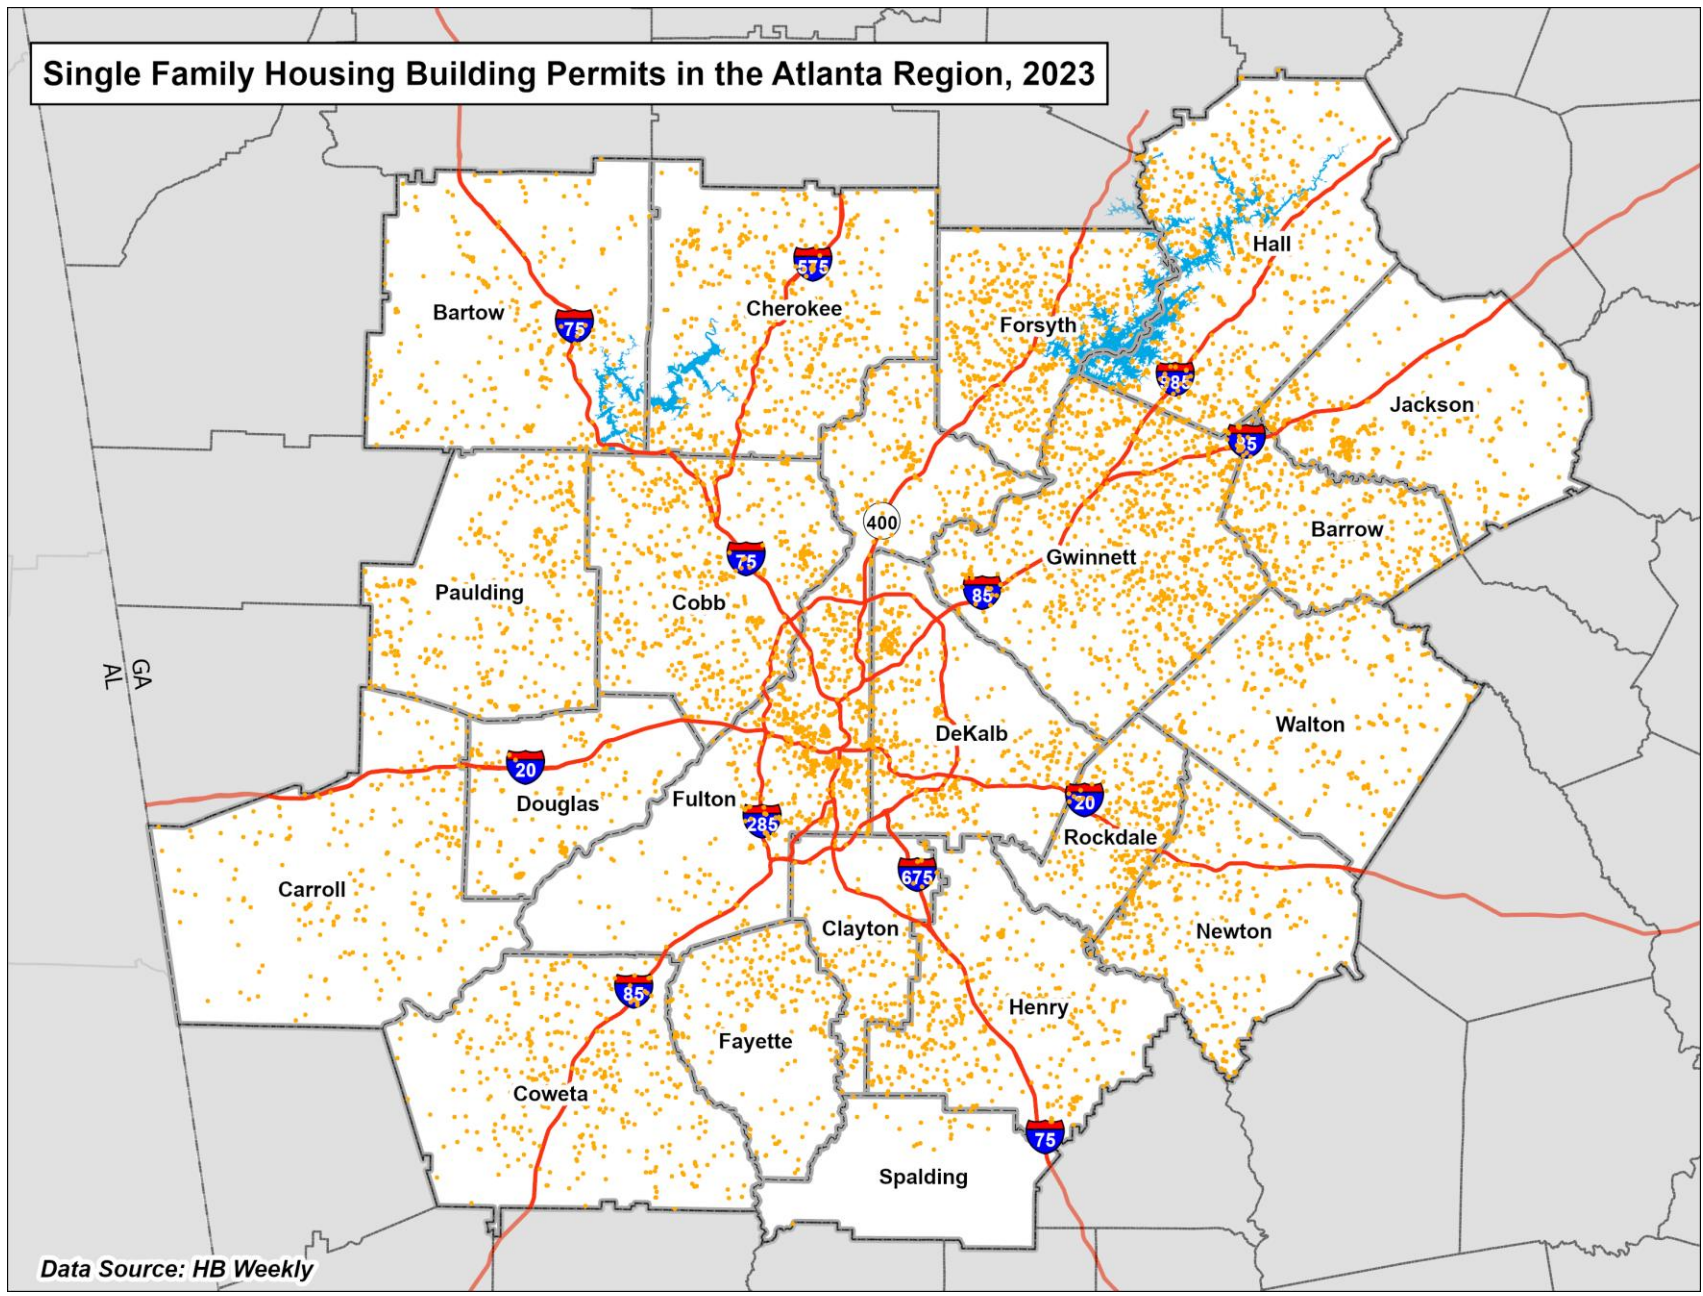 Single Family Housing Building Permits in the Atlanta Region, 2023
Hall
575
Bartow
Cherokee
Forsyth
75
985
Jackson
85
400
Barrow
75
Gwinnett
Paulding
85
Cobb
GA
AL
Walton
DeKalb
20
Douglas
Fulton
20
285
Rockdale
675
Carroll
Clayton
Newton
85
Henry
Fayette
Coweta
75
Spalding
Data Source: HB Weekly